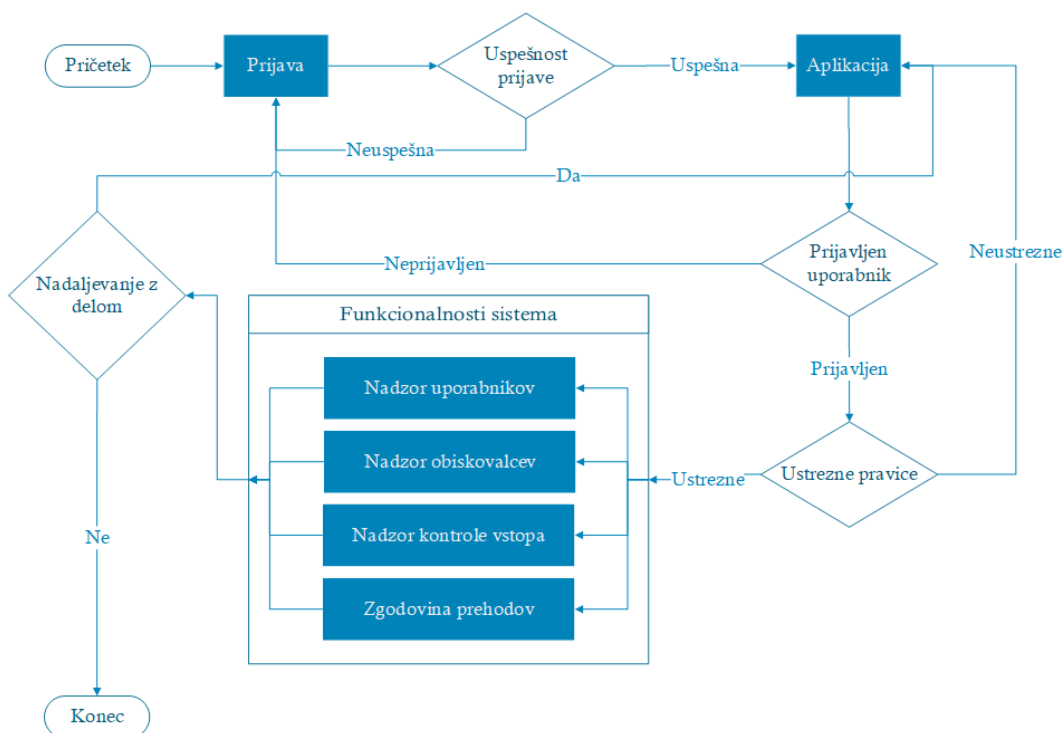 Pričetek
Prijava
Uspešnost
prijave
Uspešna
Aplikacija
Neuspešna
Da
Nadaljevanje z
delom
Neprijavljen
Prijavljen
uporabnik
Neustrezne
Funkcionalnosti sistema
Nadzor uporabnikov
Prijavljen
Nadzor obiskovalcev
Ustrezne
Ustrezne pravice
Nadzor kontrole vstopa
Ne
Zgodovina prehodov
Konec